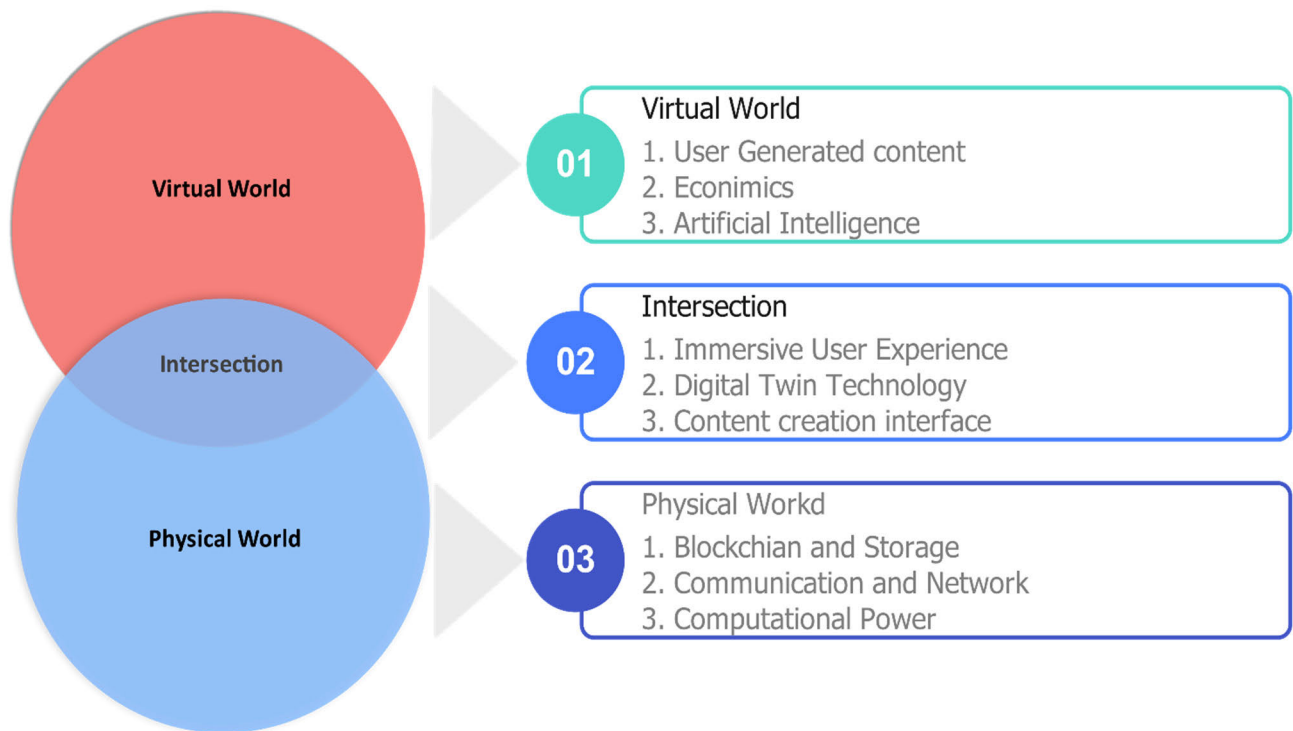 Virtual World
Intersection
Physical World
01
Virtual World
1. User Generated content
2. Econimics
3. Artificial Intelligence
02
Intersection
1. Immersive User Experience
2. Digital Twin Technology
3. Content creation interface
03
Physical Workd
1. Blockchian and Storage
2. Communication and Network
3. Computational Power